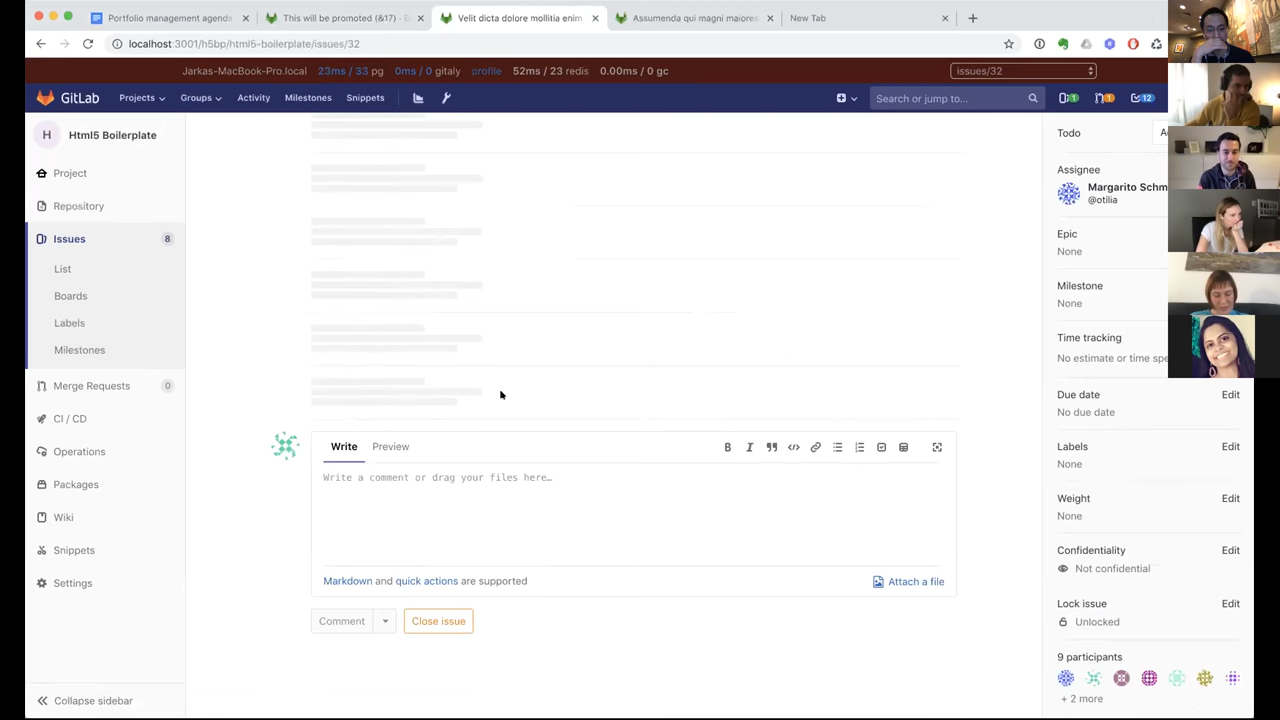 Portfolio management agenda
This will be promoted (&17)
Velit dicta dolore mollitia enim
Assumenda qui magni maiores
New Tab
localhost:3001/h5bp/html5-boilerplate/issues/32
Jarkas-MacBook-Pro.local 23ms / 33 pg 0ms / 0 gitaly profile 52ms / 23 redis 0.00ms / 0 gc issues/32
GitLab Projects Groups Activity Milestones Snippets Search or jump to... 1 1 12
H Html5 Boilerplate
Project
Repository
Issues 8
List
Boards
Labels
Milestones
Merge Requests 0
CI / CD
Operations
Packages
Wiki
Snippets
Settings
Collapse sidebar
Write Preview
Write a comment or drag your files here…
Markdown and quick actions are supported
Attach a file
Comment
Close issue
Todo
Assignee
Margarito Schm
@otilia
Epic
None
Milestone
None
Time tracking
No estimate or time spe
Due date Edit
No due date
Labels Edit
None
Weight Edit
None
Confidentiality Edit
Not confidential
Lock issue Edit
Unlocked
9 participants
+ 2 more